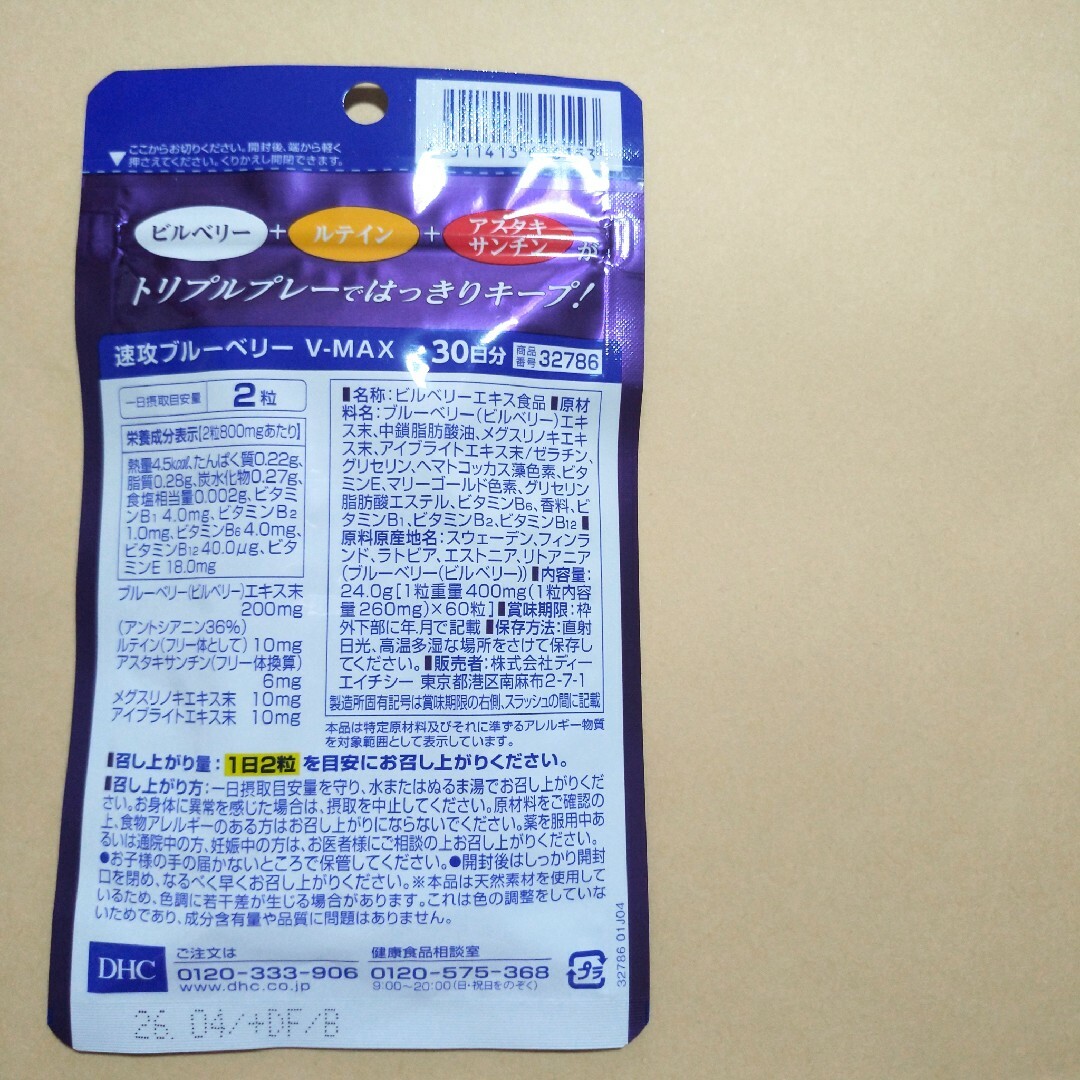 ▼ここからお切りください。開封後、端から軽く
押さえてください。くりかえし開閉できます。
ビルベリー+ルテイン+アスタキサンチンが
トリプルプレーではっきりキープ!
速攻ブルーベリー V-MAX 30日分 商品番号 32786
一日摂取目安量 2粒
栄養成分表示[2粒800mgあたり]
熱量4.5kcal、たんぱく質0.22g、
脂質0.28g、炭水化物0.27g、
食塩相当量0.002g、ビタミ
ンB1 4.0mg、ビタミンB2
1.0mg、ビタミンB6 4.0mg、
ビタミンB12 40.0μg、ビタ
ミンE 18.0mg
ブルーベリー(ビルベリー)エキス末
200mg
(アントシアニン36%)
ルテイン(フリー体として) 10mg
アスタキサンチン(フリー体換算)
6mg
メグスリノキエキス末 10mg
アイブライトエキス末 10mg
■名称:ビルベリーエキス食品 ■原材
料名:ブルーベリー(ビルベリー)エキ
ス末、中鎖脂肪酸油、メグスリノキエキ
ス末、アイブライトエキス末/ゼラチン、
グリセリン、ヘマトコッカス藻色素、ビタ
ミンE、マリーゴールド色素、グリセリン
脂肪酸エステル、ビタミンB6、香料、ビ
タミンB1、ビタミンB2、ビタミンB12 ■
原料原産地名:スウェーデン、フィンラ
ンド、ラトビア、エストニア、リトアニア
(ブルーベリー(ビルベリー)) ■内容量:
24.0g[1粒重量400mg(1粒内容
量260mg)×60粒] ■賞味期限:枠
外下部に年.月で記載 ■保存方法:直射
日光、高温多湿な場所をさけて保存し
てください。■販売者:株式会社ディー
エイチシー 東京都港区南麻布2-7-1
製造所固有記号は賞味期限の右側、スラッシュの間に記載
本品は特定原材料及びそれに準ずるアレルギー物質
を対象範囲として表示しています。
■召し上がり量:1日2粒を目安にお召し上がりください。
■召し上がり方:一日摂取目安量を守り、水またはぬるま湯でお召し上がりくだ
さい。お身体に異常を感じた場合は、摂取を中止してください。原材料をご確認の
上、食物アレルギーのある方はお召し上がりにならないでください。薬を服用中あ
るいは通院中の方、妊娠中の方は、お医者様にご相談の上お召し上がりください。
●お子様の手の届かないところで保管してください。●開封後はしっかり開封
口を閉め、なるべく早くお召し上がりください。※本品は天然素材を使用して
いるため、色調に若干差が生じる場合があります。これは色の調整をしていな
いためであり、成分含有量や品質に問題はありません。
DHC
ご注文は
0120-333-906
www.dhc.co.jp
健康食品相談室
0120-575-368
9:00〜20:00(日・祝日をのぞく)
プラ
32786 01J04
26. 04/+DF/B